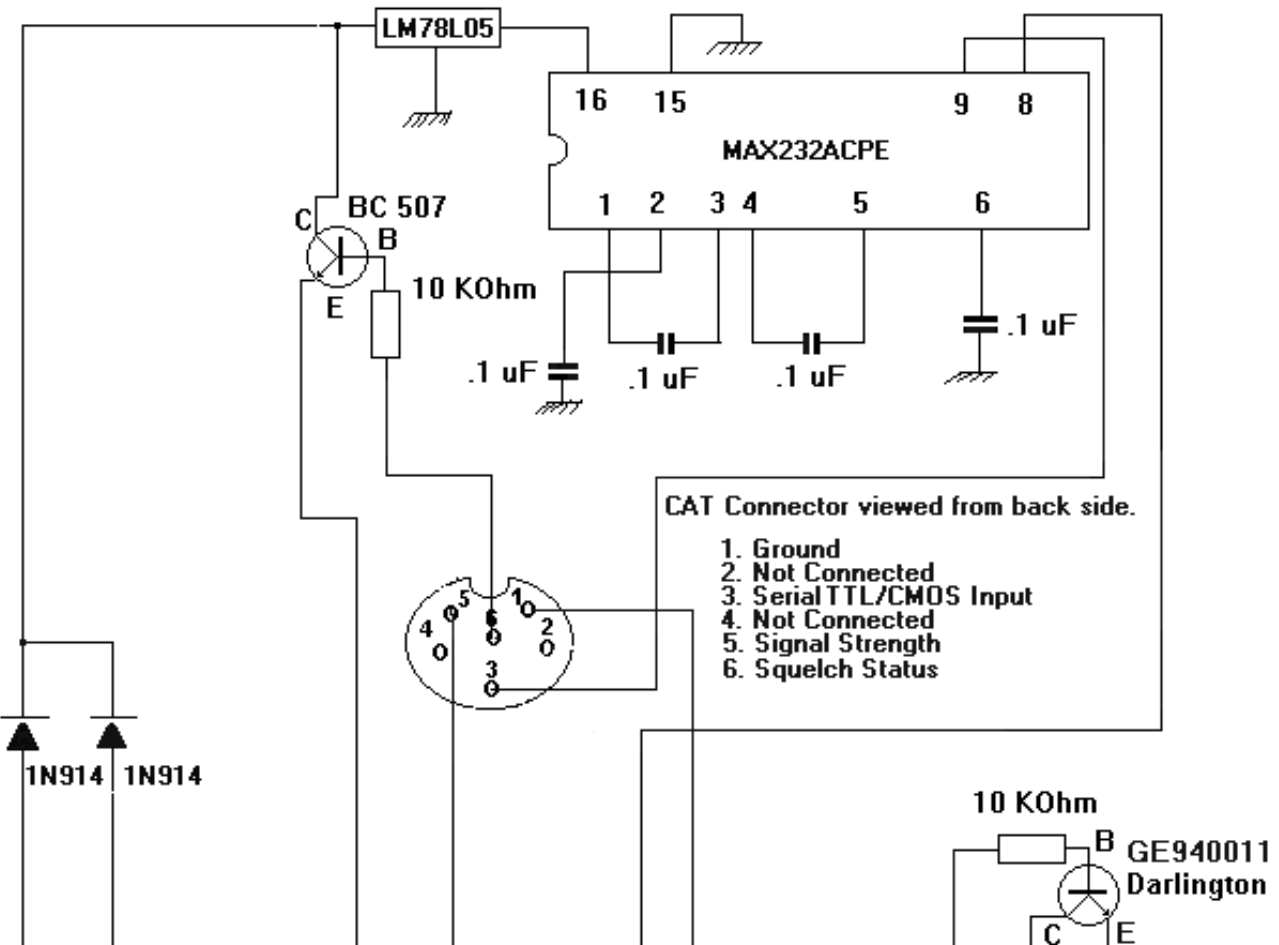 LM78L05
16 15 9 8
MAX232ACPE
1 2 3 4 5 6
C BC 507
B
E
10 KOhm
.1 uF
.1 uF
.1 uF
.1 uF
CAT Connector viewed from back side.
1. Ground
2. Not Connected
3. Serial TTL/CMOS Input
4. Not Connected
5. Signal Strength
6. Squelch Status
5 1
4 6 2
3
1N914 1N914
10 KOhm
B GE940011
Darlington
C E